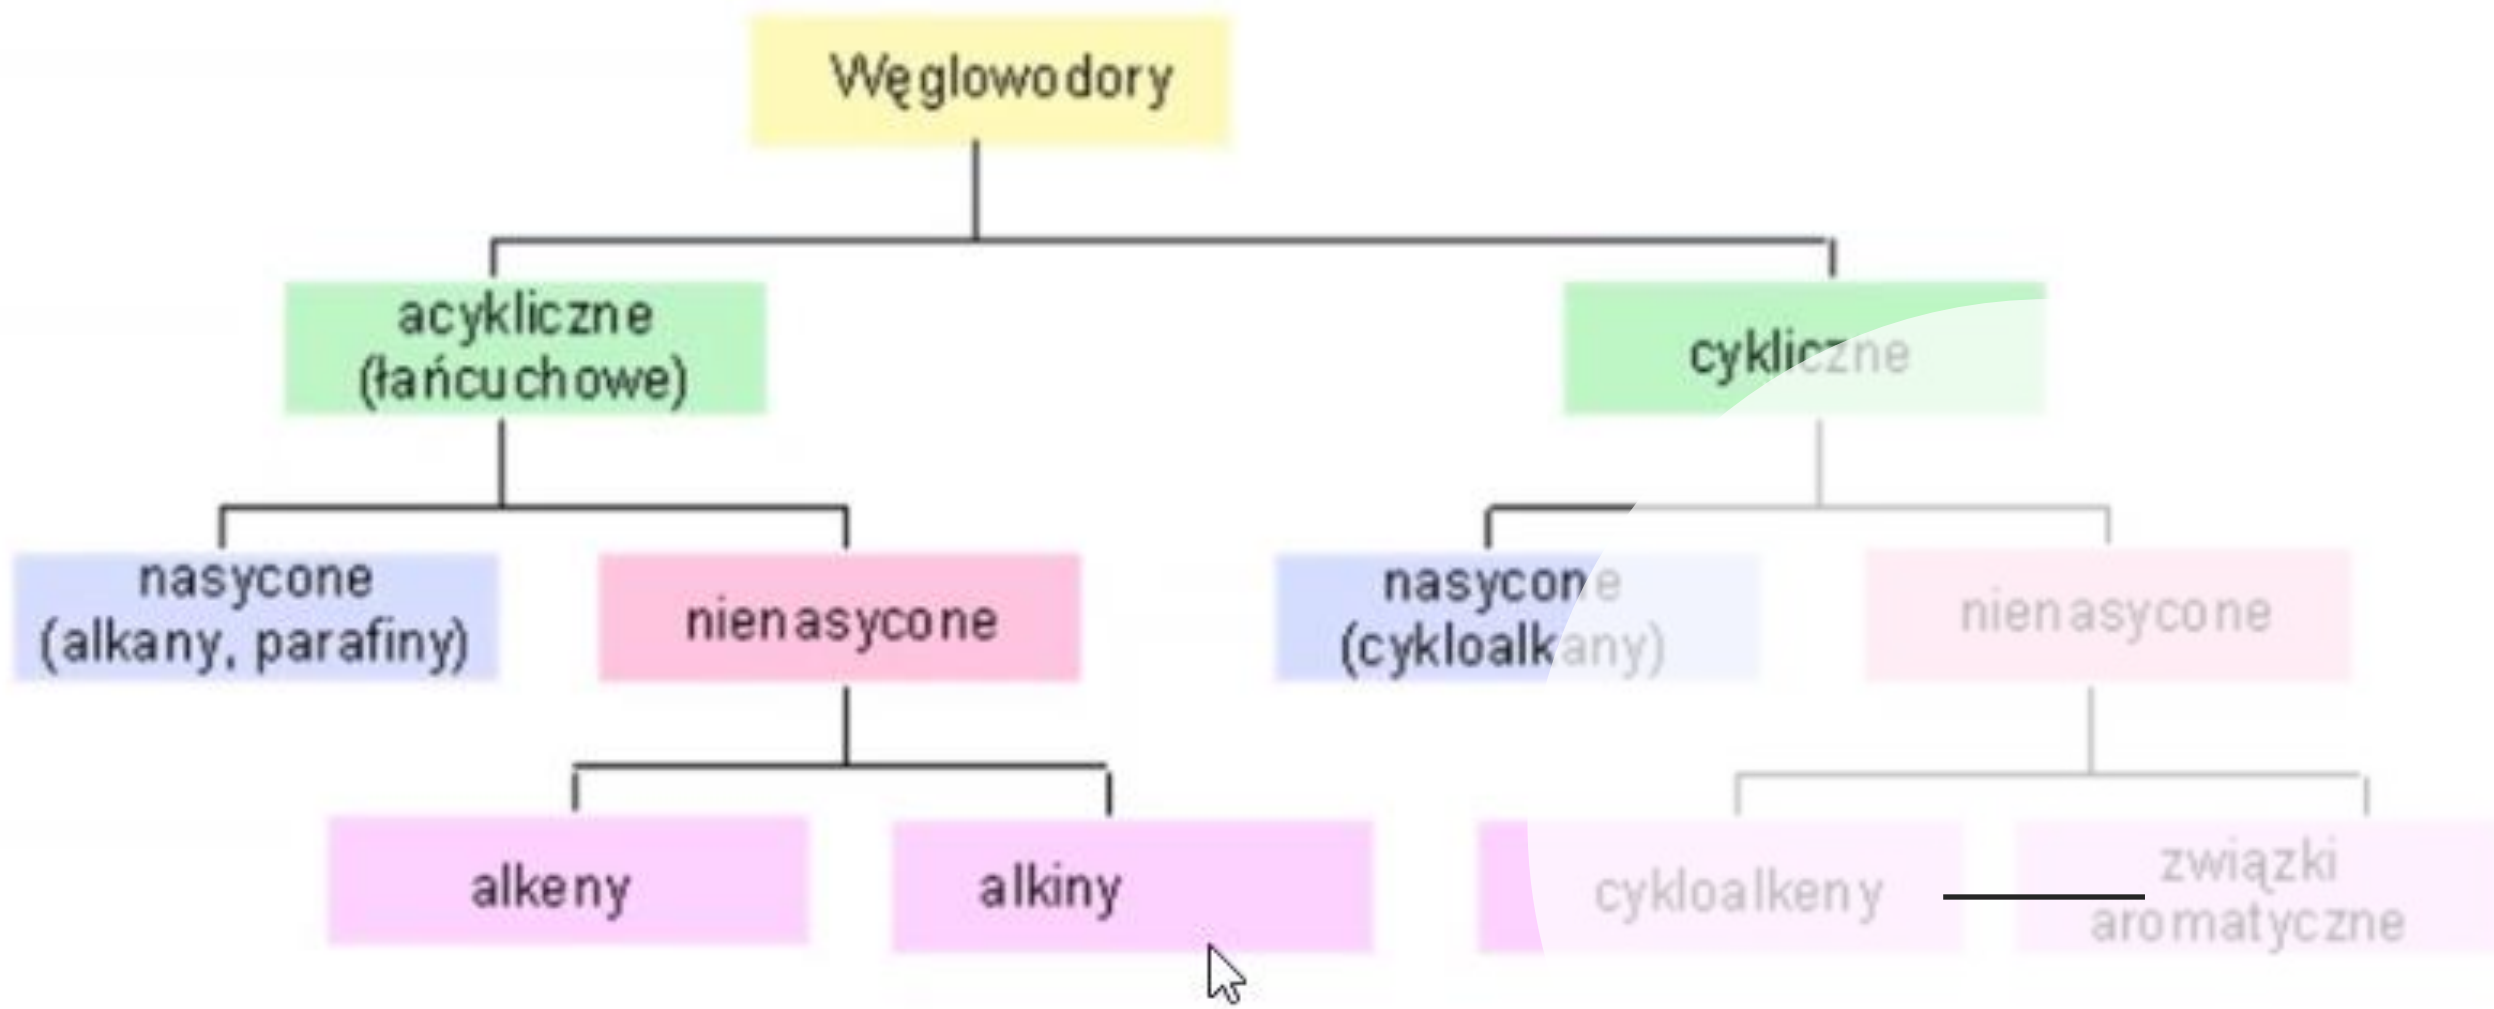 Węglowodory
acykliczne
(łańcuchowe)
cykliczne
nasycone
(alkany, parafiny)
nienasycone
nasycone
(cykloalkany)
nienasycone
alkeny
alkiny
cykloalkeny
związki
aromatyczne